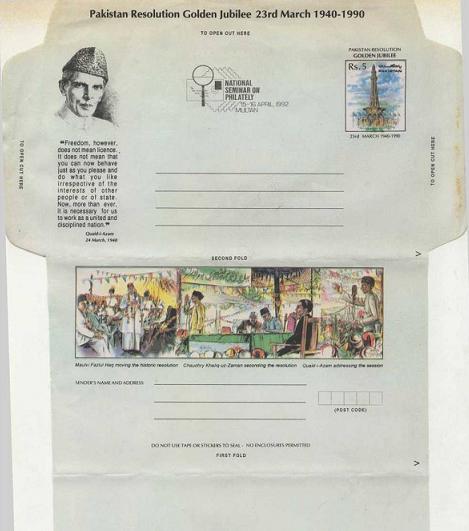 Pakistan Resolution Golden Jubilee 23rd March 1940-1990
TO OPEN CUT HERE
PAKISTAN RESOLUTION
GOLDEN JUBILEE
Rs.5
PAKISTAN
23rd MARCH 1940-1990
NATIONAL
SEMINAR ON
PHILATELY
15-16 APRIL, 1992
MULTAN
TO OPEN CUT HERE
TO OPEN CUT HERE
❝Freedom, however,
does not mean licence.
It does not mean that
you can now behave
just as you please and
do what you like
irrespective of the
interests of other
people or of state.
Now, more than ever,
it is necessary for us
to work as a united and
disciplined nation.❞
Quaid-i-Azam
24 March, 1948
SECOND FOLD
Maulvi Fazlul Haq moving the historic resolution
Chaudhry Khaliq-uz-Zaman seconding the resolution
Quaid-i-Azam addressing the session
SENDER'S NAME AND ADDRESS
(POST CODE)
DO NOT USE TAPE OR STICKERS TO SEAL - NO ENCLOSURES PERMITTED
FIRST FOLD